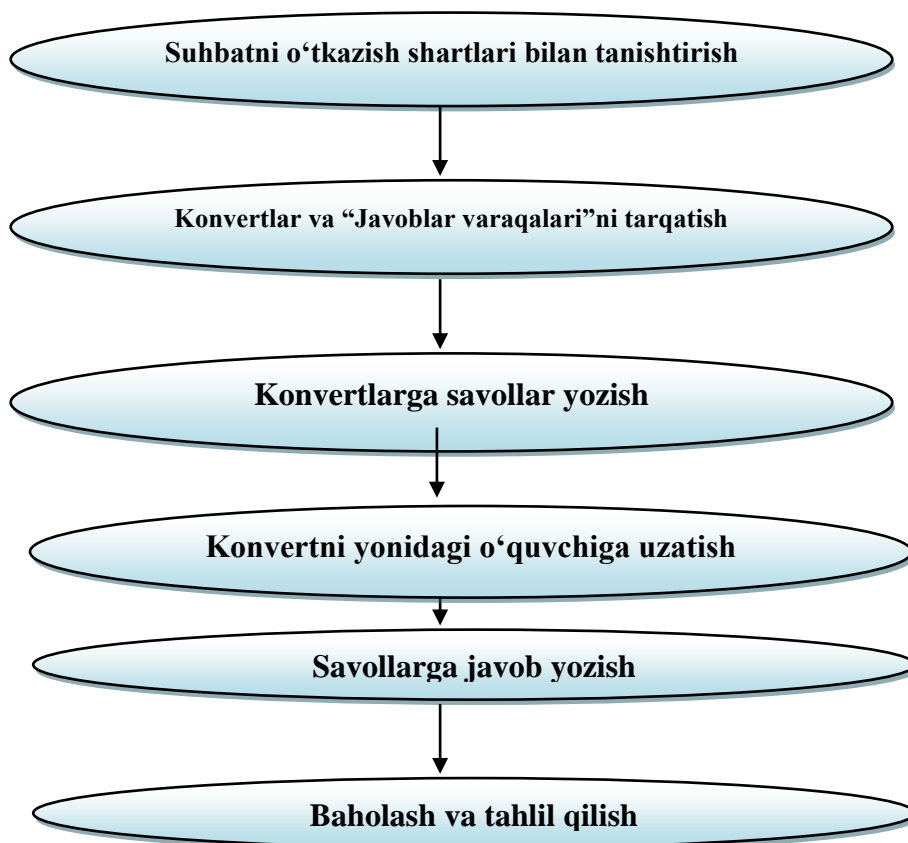 Suhbatni o‘tkazish shartlari bilan tanishtirish
Konvertlar va “Javoblar varaqalari”ni tarqatish
Konvertlarga savollar yozish
Konvertni yonidagi o‘quvchiga uzatish
Savollarga javob yozish
Baholash va tahlil qilish